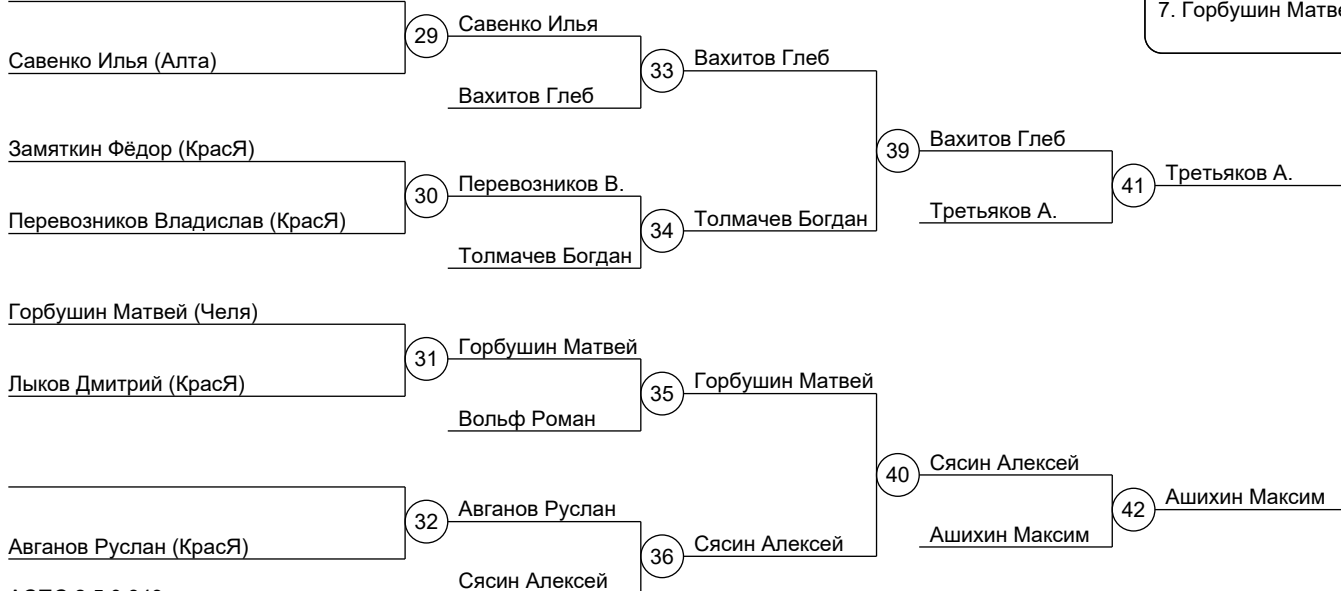 7. Горбушин Матве
29
Савенко Илья
Савенко Илья (Алта)
33
Вахитов Глеб
Вахитов Глеб
Замяткин Фёдор (КрасЯ)
39
Вахитов Глеб
30
Перевозников В.
41
Третьяков А.
Перевозников Владислав (КрасЯ)
34
Толмачев Богдан
Третьяков А.
Толмачев Богдан
Горбушин Матвей (Челя)
31
Горбушин Матвей
Лыков Дмитрий (КрасЯ)
35
Горбушин Матвей
Вольф Роман
40
Сясин Алексей
32
Авганов Руслан
42
Ашихин Максим
Авганов Руслан (КрасЯ)
36
Сясин Алексей
Ашихин Максим
Сясин Алексей